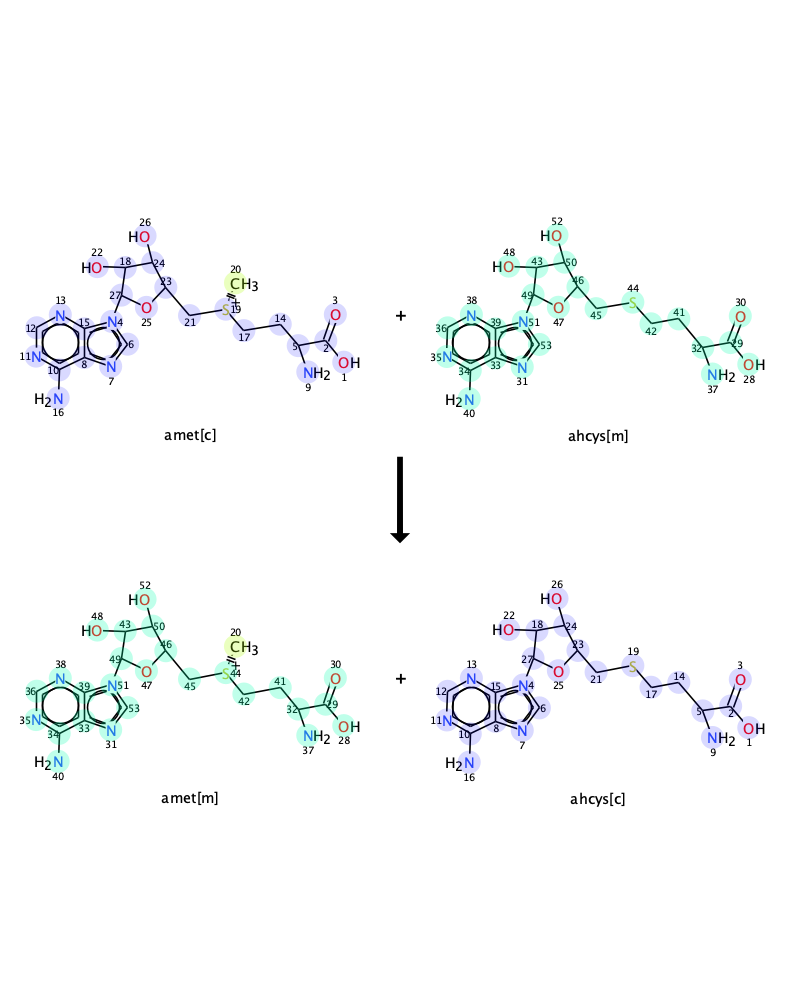 26
HO
22
HO
18
24
23
20
CH3
S
+
19
3
O
27
O
25
21
17
14
5
2
OH
1
NH2
9
13
N
15
N
4
12
6
11
N
10
8
N
7
H2N
16
amet[c]
+
52
HO
48
HO
43
50
46
44
S
30
O
49
O
47
45
42
41
32
29
OH
28
NH2
37
38
N
39
N
51
36
53
35
N
34
33
N
31
H2N
40
ahcys[m]
52
HO
48
HO
43
50
46
20
CH3
S
+
44
30
O
49
O
47
45
42
41
32
29
OH
28
NH2
37
38
N
39
N
51
36
53
35
N
34
33
N
31
H2N
40
amet[m]
+
26
HO
22
HO
18
24
23
19
S
3
O
27
O
25
21
17
14
5
2
OH
1
NH2
9
13
N
15
N
4
12
6
11
N
10
8
N
7
H2N
16
ahcys[c]